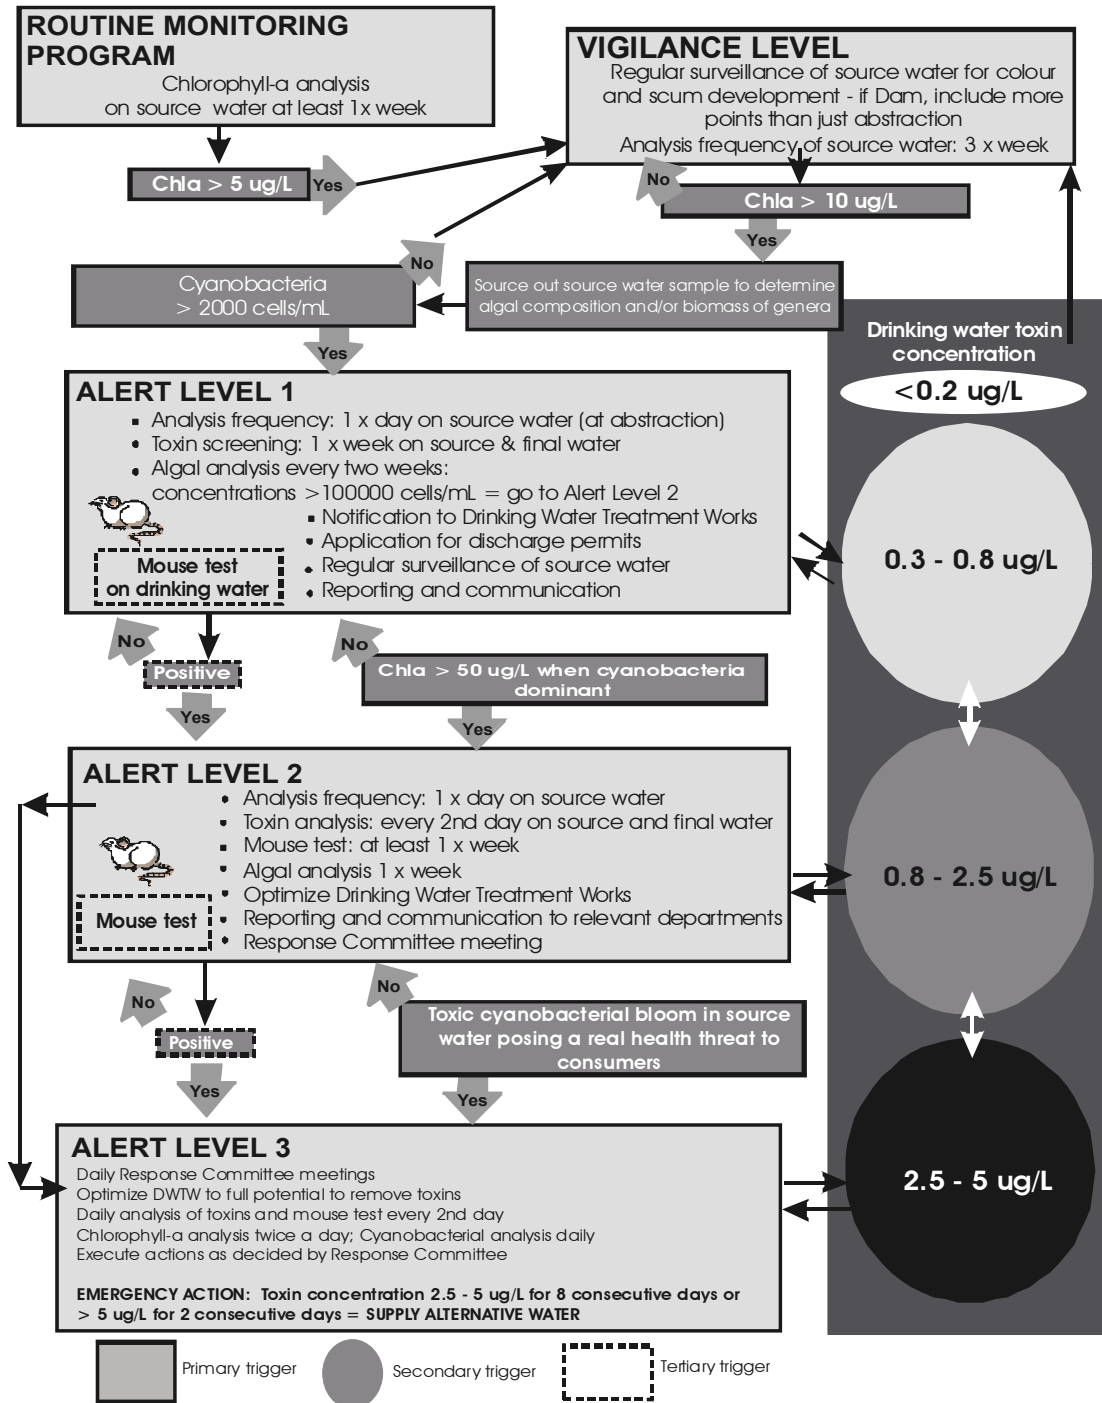 ROUTINE MONITORING
PROGRAM
Chlorophyll-a analysis
on source water at least 1x week
Chla > 5 ug/L
Yes
VIGILANCE LEVEL
Regular surveillance of source water for colour
and scum development - if Dam, include more
points than just abstraction
Analysis frequency of source water: 3 x week
No
Chla > 10 ug/L
Yes
Source out source water sample to determine
algal composition and/or biomass of genera
No
Cyanobacteria
> 2000 cells/mL
Yes
Drinking water toxin
concentration
<0.2 ug/L
ALERT LEVEL 1
▪ Analysis frequency: 1 x day on source water (at abstraction)
• Toxin screening: 1 x week on source & final water
• Algal analysis every two weeks:
concentrations >100000 cells/mL = go to Alert Level 2
▪ Notification to Drinking Water Treatment Works
• Application for discharge permits
• Regular surveillance of source water
• Reporting and communication
Mouse test
on drinking water
0.3 - 0.8 ug/L
No
Positive
Yes
No
Chla > 50 ug/L when cyanobacteria
dominant
Yes
ALERT LEVEL 2
• Analysis frequency: 1 x day on source water
• Toxin analysis: every 2nd day on source and final water
▪ Mouse test: at least 1 x week
• Algal analysis 1 x week
• Optimize Drinking Water Treatment Works
• Reporting and communication to relevant departments
• Response Committee meeting
Mouse test
0.8 - 2.5 ug/L
No
Positive
Yes
No
Toxic cyanobacterial bloom in source
water posing a real health threat to
consumers
Yes
ALERT LEVEL 3
Daily Response Committee meetings
Optimize DWTW to full potential to remove toxins
Daily analysis of toxins and mouse test every 2nd day
Chlorophyll-a analysis twice a day; Cyanobacterial analysis daily
Execute actions as decided by Response Committee
EMERGENCY ACTION: Toxin concentration 2.5 - 5 ug/L for 8 consecutive days or
> 5 ug/L for 2 consecutive days = SUPPLY ALTERNATIVE WATER
2.5 - 5 ug/L
Primary trigger
Secondary trigger
Tertiary trigger